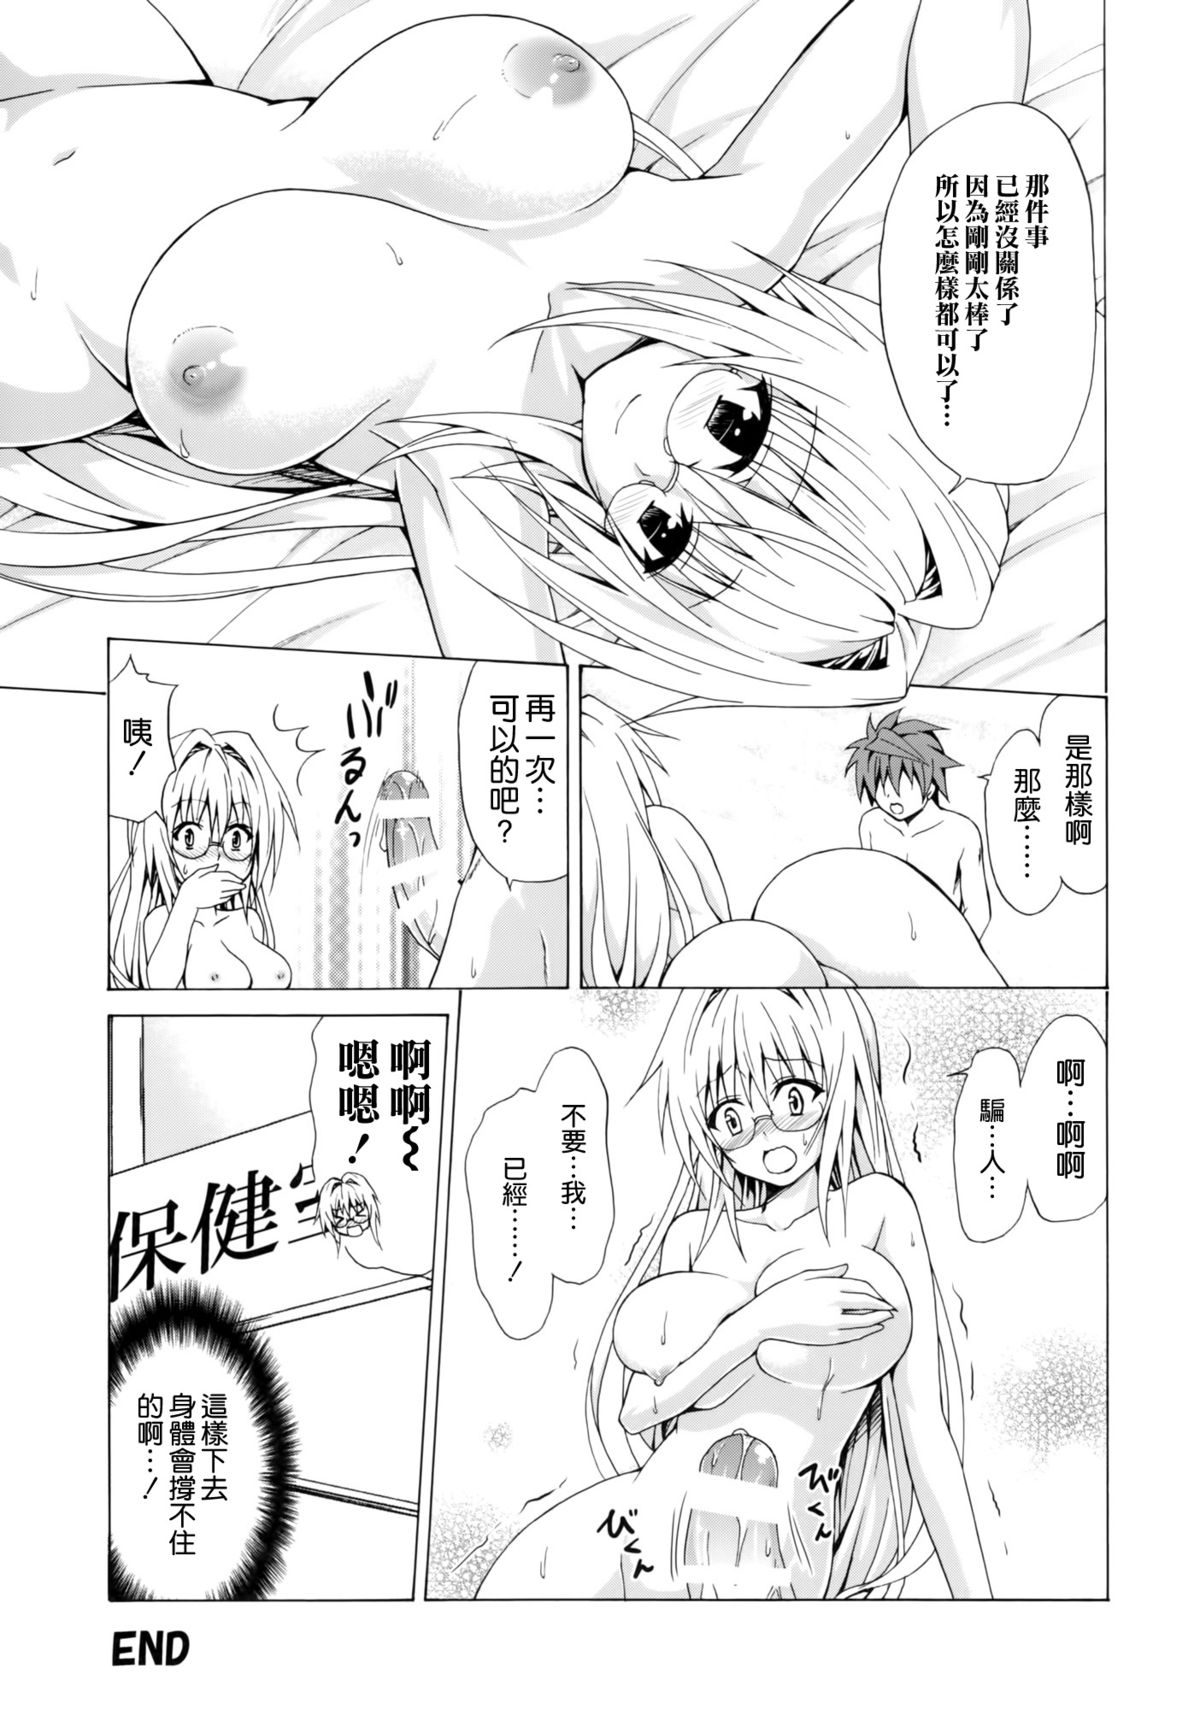 那件事
已經沒關係了
因為剛剛太棒了
所以怎麼樣都可以了…
是那樣啊
那麼……
再一次…
可以的吧？
ぶるんっ
咦！
啊…啊啊
騙…人…
不要…我…
已經……！
びくん
びくん
啊啊～
嗯嗯！
保健室
這樣下去
身體會撐不住
的啊…！
END